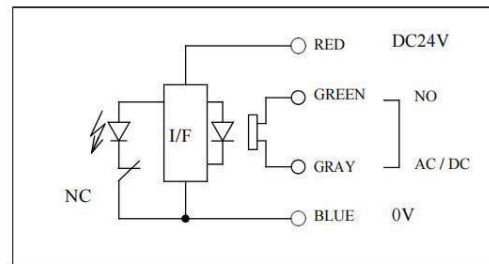 RED DC24V
GREEN NO
I/F
GRAY AC / DC
NC
BLUE 0V